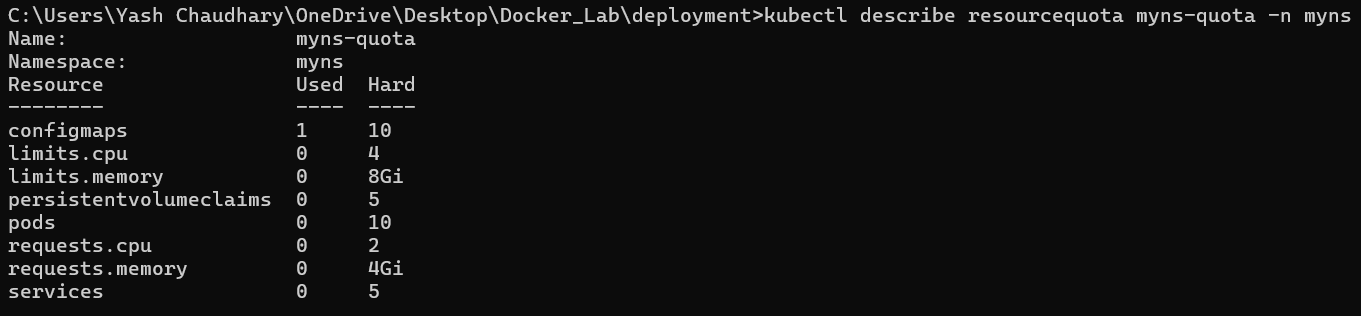 C:\Users\Yash Chaudhary\OneDrive\Desktop\Docker_Lab\deployment>kubectl describe resourcequota myns-quota -n myns
Name:                   myns-quota
Namespace:              myns
Resource                Used  Hard
--------                ----  ----
configmaps              1     10
limits.cpu              0     4
limits.memory           0     8Gi
persistentvolumeclaims  0     5
pods                    0     10
requests.cpu            0     2
requests.memory         0     4Gi
services                0     5